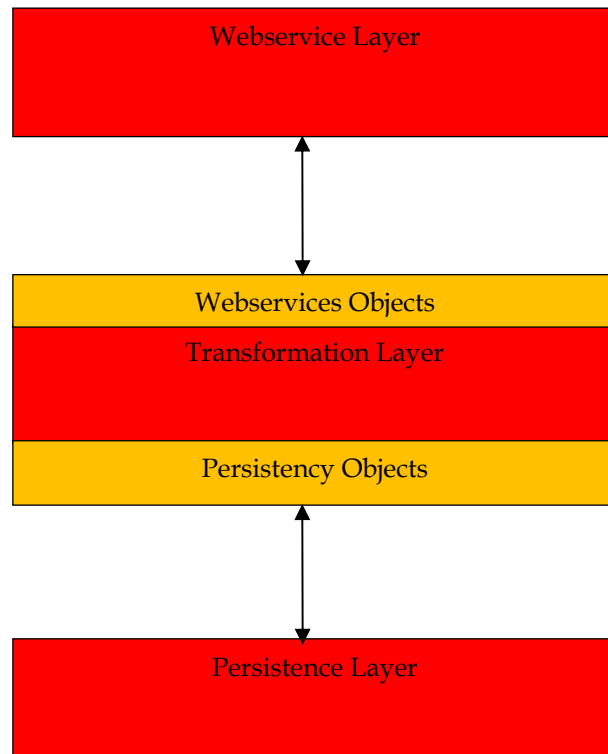 Webservice Layer
Webservices Objects
Transformation Layer
Persistency Objects
Persistence Layer